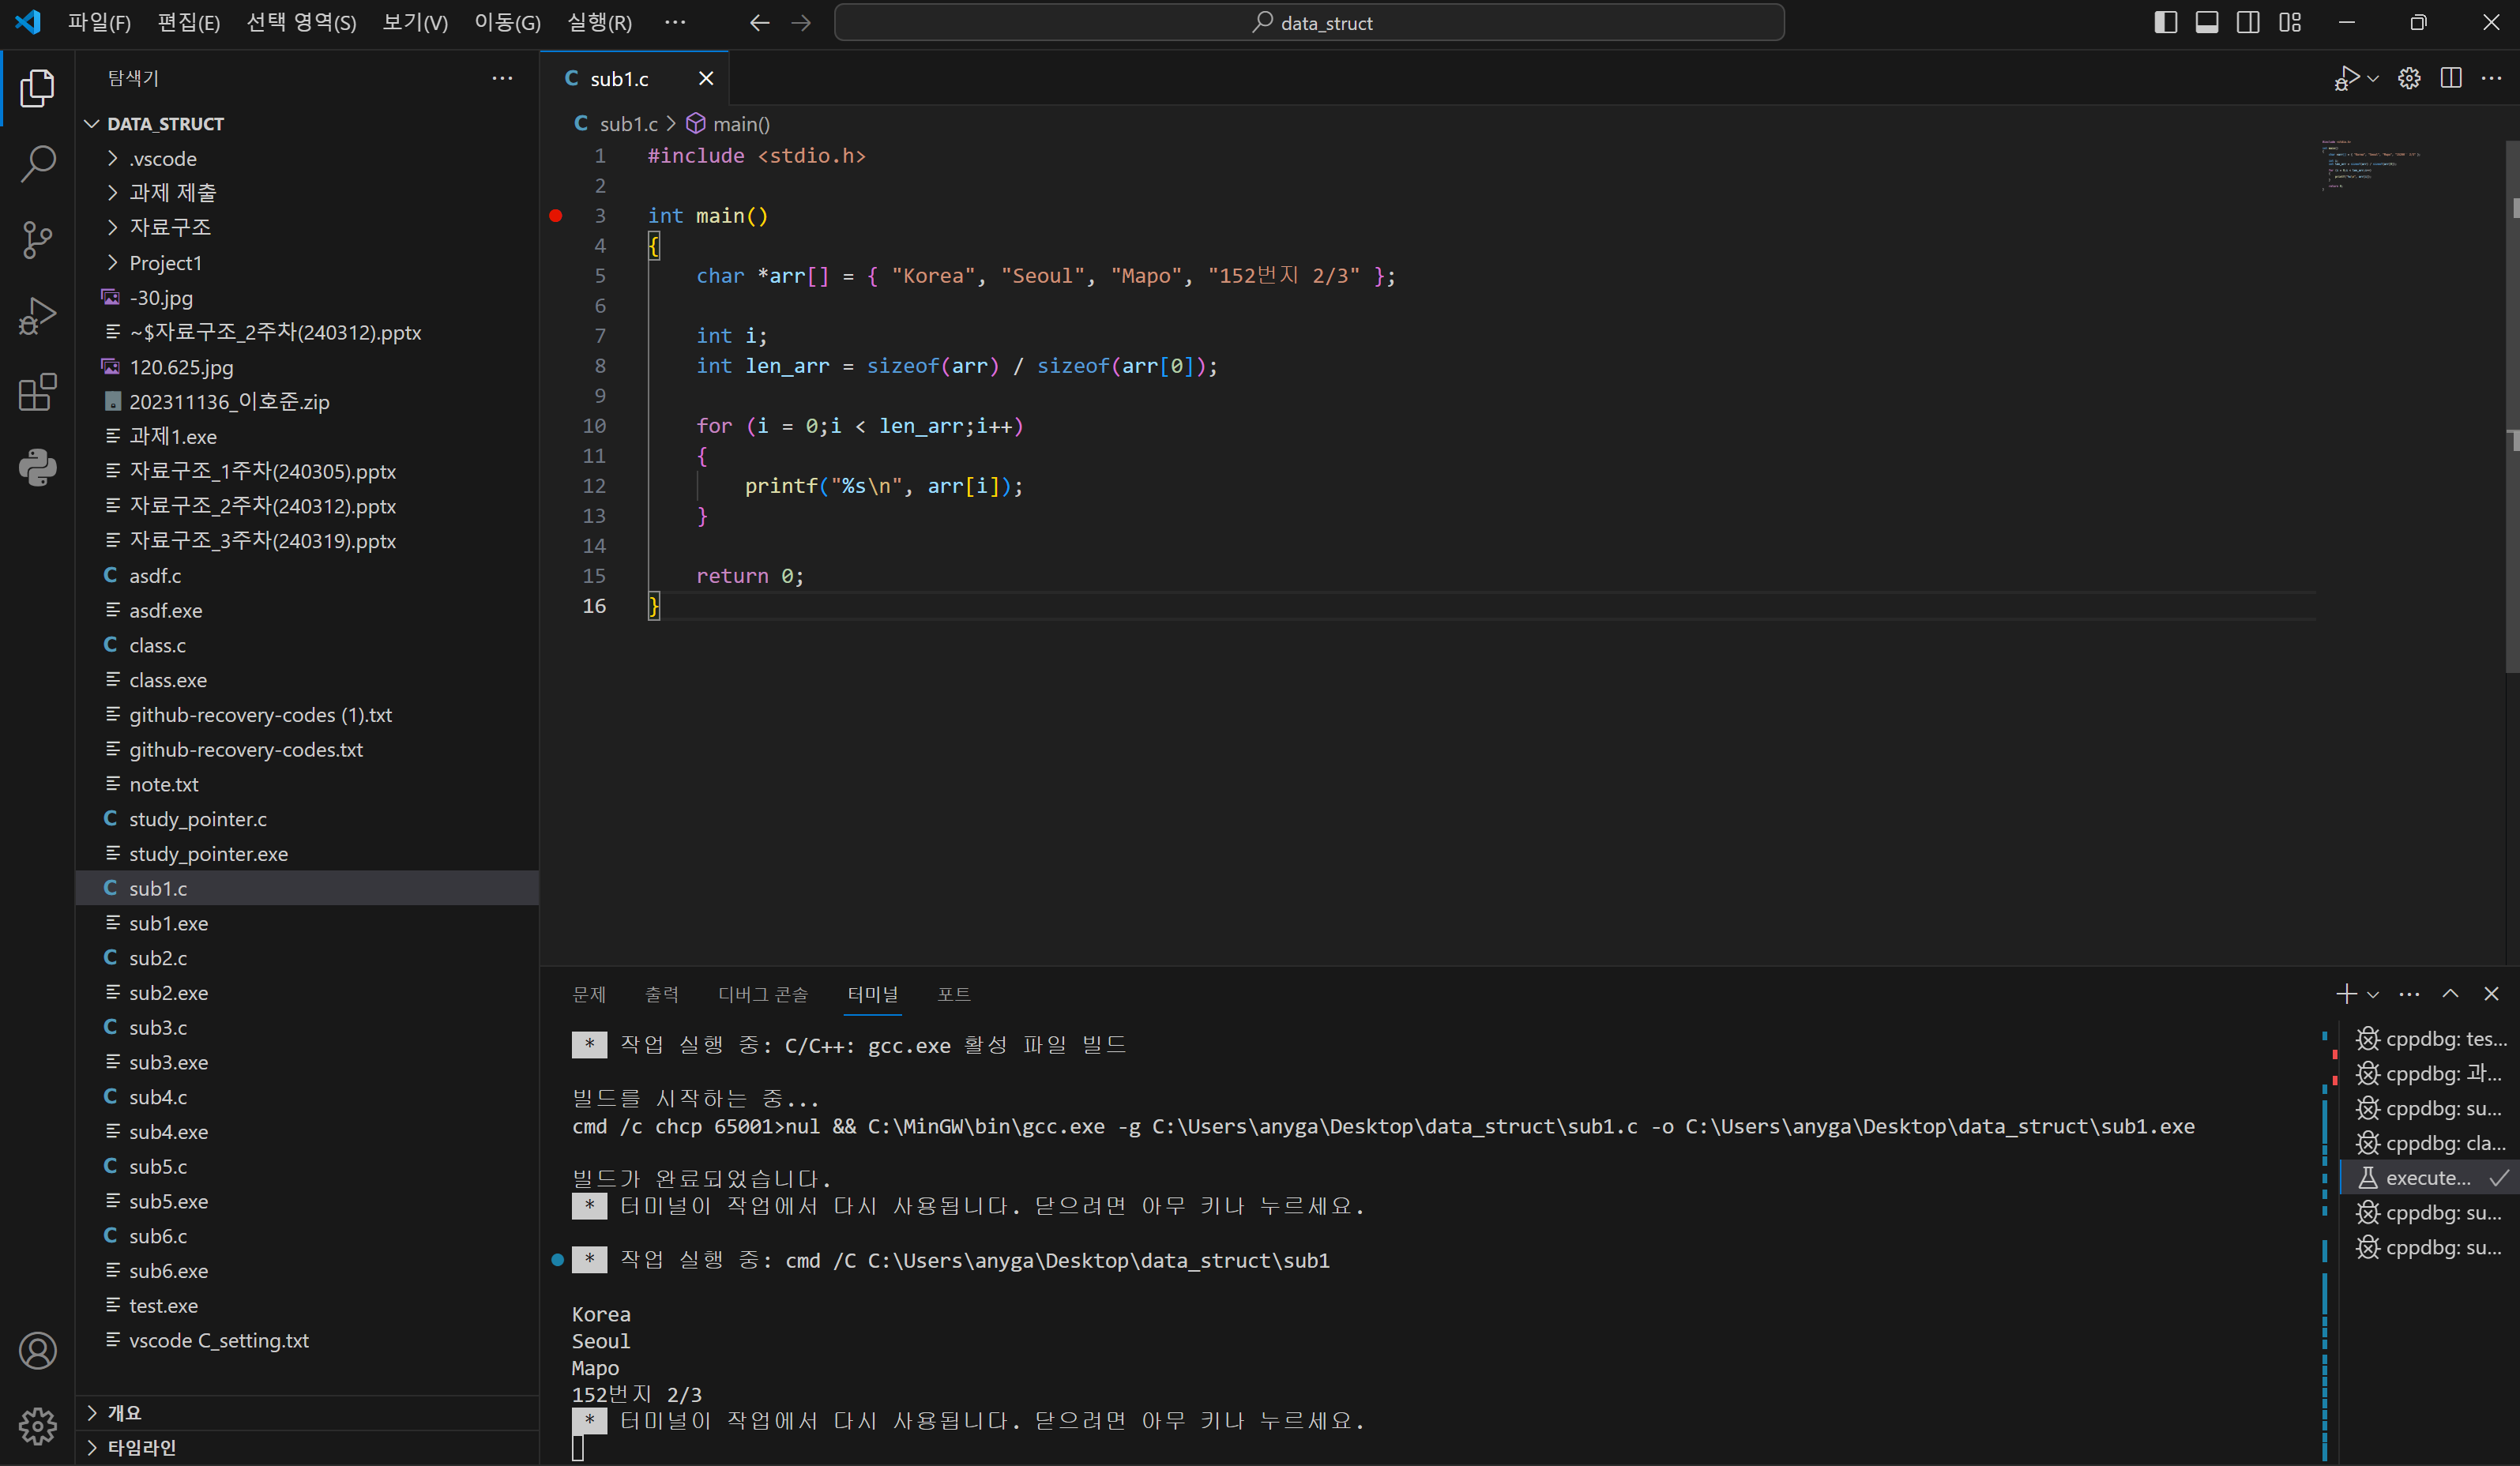 파일(F) 편집(E) 선택 영역(S) 보기(V) 이동(G) 실행(R) ··· data_struct
탐색기
DATA_STRUCT
.vscode
과제 제출
자료구조
Project1
-30.jpg
~$자료구조_2주차(240312).pptx
120.625.jpg
202311136_이호준.zip
과제1.exe
자료구조_1주차(240305).pptx
자료구조_2주차(240312).pptx
자료구조_3주차(240319).pptx
asdf.c
asdf.exe
class.c
class.exe
github-recovery-codes (1).txt
github-recovery-codes.txt
note.txt
study_pointer.c
study_pointer.exe
sub1.c
sub1.exe
sub2.c
sub2.exe
sub3.c
sub3.exe
sub4.c
sub4.exe
sub5.c
sub5.exe
sub6.c
sub6.exe
test.exe
vscode C_setting.txt
개요
타임라인
C sub1.c
C sub1.c > main()
1 #include <stdio.h>
2
3 int main()
4 {
5     char *arr[] = { "Korea", "Seoul", "Mapo", "152번지 2/3" };
6
7     int i;
8     int len_arr = sizeof(arr) / sizeof(arr[0]);
9
10     for (i = 0;i < len_arr;i++)
11     {
12         printf("%s\n", arr[i]);
13     }
14
15     return 0;
16 }
문제 출력 디버그 콘솔 터미널 포트
* 작업 실행 중: C/C++: gcc.exe 활성 파일 빌드
빌드를 시작하는 중...
cmd /c chcp 65001>nul && C:\MinGW\bin\gcc.exe -g C:\Users\anyga\Desktop\data_struct\sub1.c -o C:\Users\anyga\Desktop\data_struct\sub1.exe
빌드가 완료되었습니다.
* 터미널이 작업에서 다시 사용됩니다. 닫으려면 아무 키나 누르세요.
* 작업 실행 중: cmd /C C:\Users\anyga\Desktop\data_struct\sub1
Korea
Seoul
Mapo
152번지 2/3
* 터미널이 작업에서 다시 사용됩니다. 닫으려면 아무 키나 누르세요.
cppdbg: tes...
cppdbg: 과...
cppdbg: su...
cppdbg: cla...
execute...
cppdbg: su...
cppdbg: su...